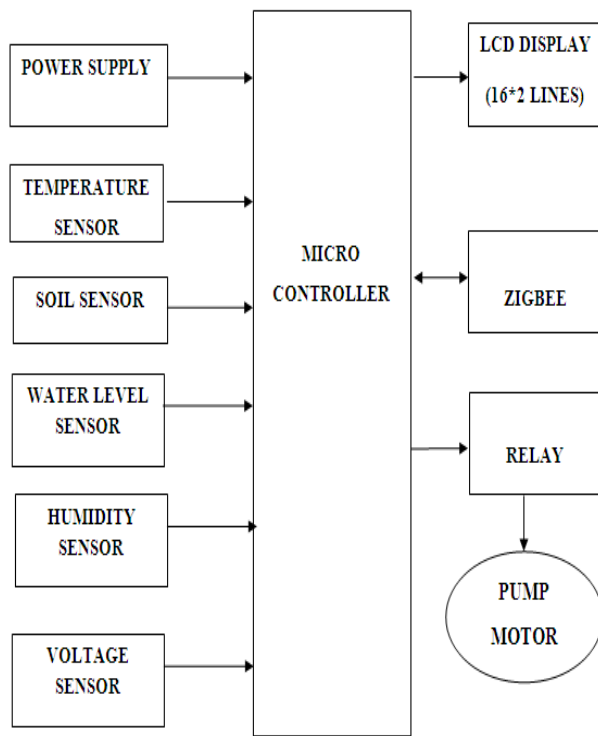 POWER SUPPLY
TEMPERATURE
SENSOR
SOIL SENSOR
WATER LEVEL
SENSOR
HUMIDITY
SENSOR
VOLTAGE
SENSOR
MICRO
CONTROLLER
LCD DISPLAY
(16*2 LINES)
ZIGBEE
RELAY
PUMP
MOTOR